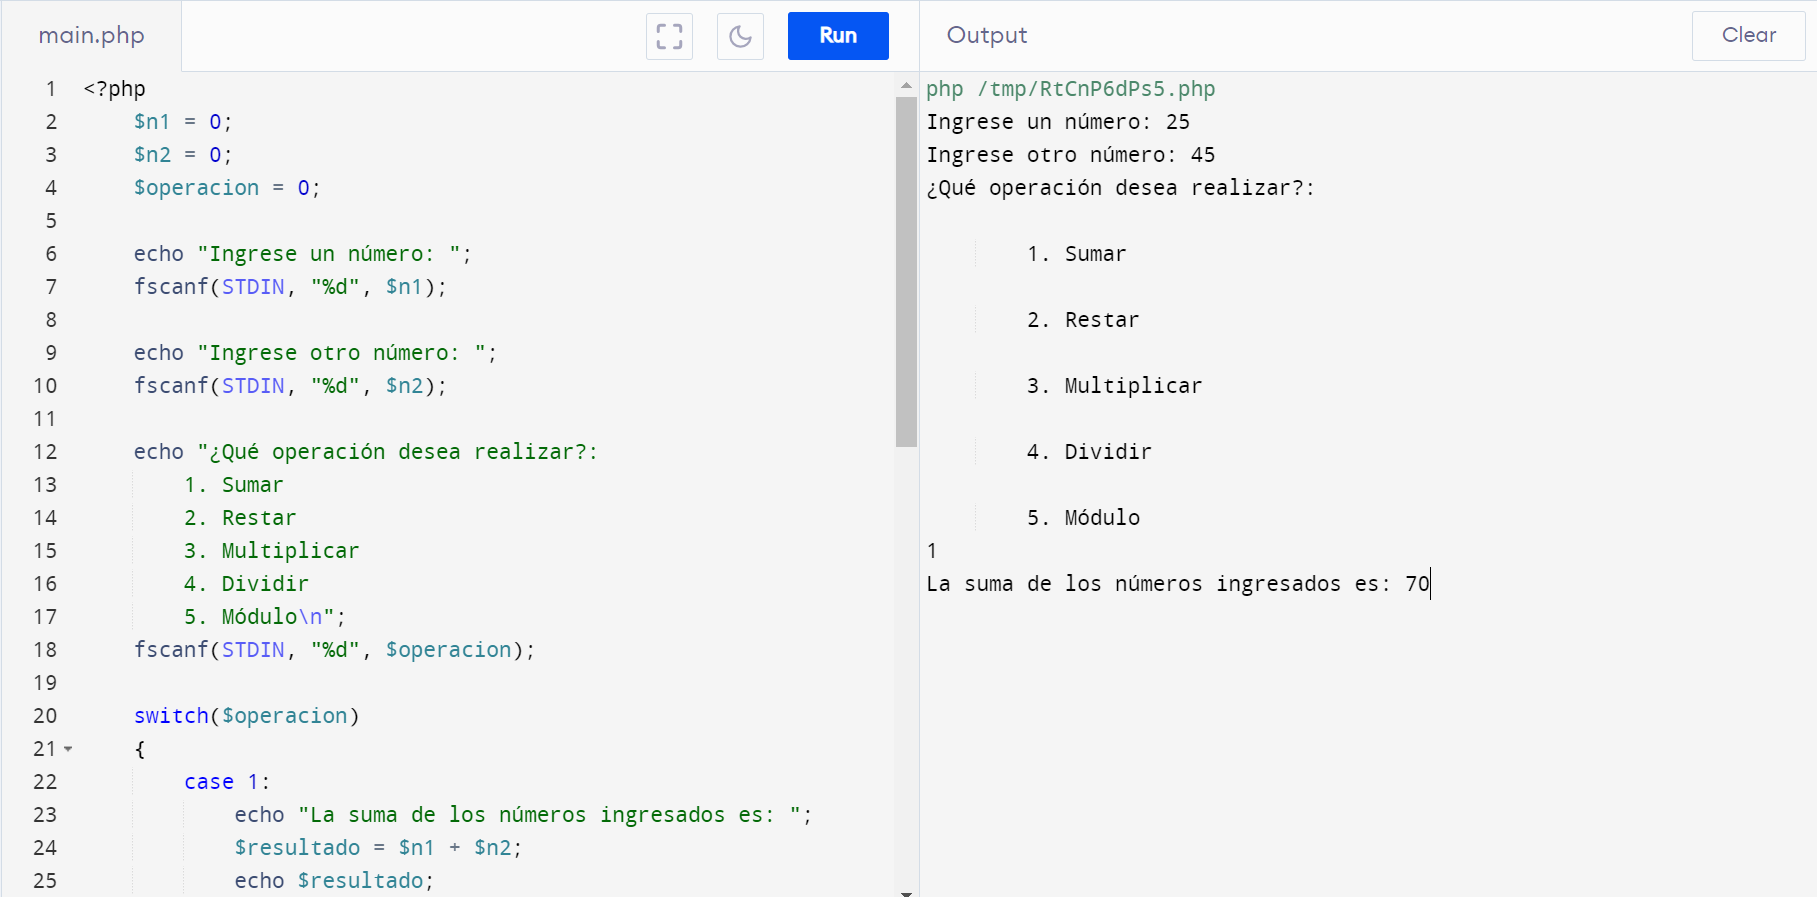 main.php
Run
1 <?php
2 $n1 = 0;
3 $n2 = 0;
4 $operacion = 0;
5
6 echo "Ingrese un número: ";
7 fscanf(STDIN, "%d", $n1);
8
9 echo "Ingrese otro número: ";
10 fscanf(STDIN, "%d", $n2);
11
12 echo "¿Qué operación desea realizar?:
13 1. Sumar
14 2. Restar
15 3. Multiplicar
16 4. Dividir
17 5. Módulo\n";
18 fscanf(STDIN, "%d", $operacion);
19
20 switch($operacion)
21 {
22 case 1:
23 echo "La suma de los números ingresados es: ";
24 $resultado = $n1 + $n2;
25 echo $resultado;
Output
Clear
php /tmp/RtCnP6dPs5.php
Ingrese un número: 25
Ingrese otro número: 45
¿Qué operación desea realizar?:
1. Sumar
2. Restar
3. Multiplicar
4. Dividir
5. Módulo
1
La suma de los números ingresados es: 70